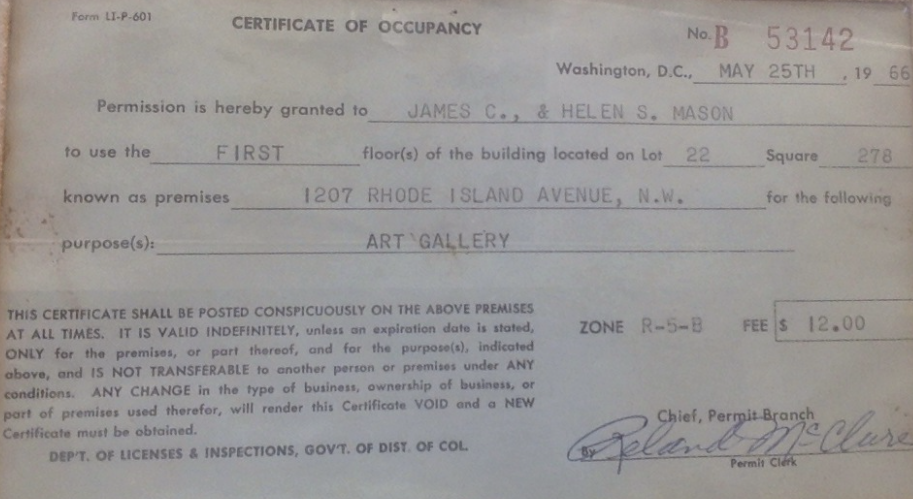 Form LI-P-601
CERTIFICATE OF OCCUPANCY
No. B 53142
Washington, D.C., MAY 25TH, 19 66
Permission is hereby granted to JAMES C., & HELEN S. MASON
to use the FIRST floor(s) of the building located on Lot 22 Square 278
known as premises 1207 RHODE ISLAND AVENUE, N.W. for the following
purpose(s): ART GALLERY
THIS CERTIFICATE SHALL BE POSTED CONSPICUOUSLY ON THE ABOVE PREMISES
AT ALL TIMES. IT IS VALID INDEFINITELY, unless an expiration date is stated,
ONLY for the premises, or part thereof, and for the purpose(s), indicated
above, and IS NOT TRANSFERABLE to another person or premises under ANY
conditions. ANY CHANGE in the type of business, ownership of business, or
part of premises used therefor, will render this Certificate VOID and a NEW
Certificate must be obtained.
DEP'T. OF LICENSES & INSPECTIONS, GOV'T. OF DIST. OF COL.
ZONE R-5-B FEE $ 12.00
Chief, Permit Branch
By Roland McClure
Permit Clerk